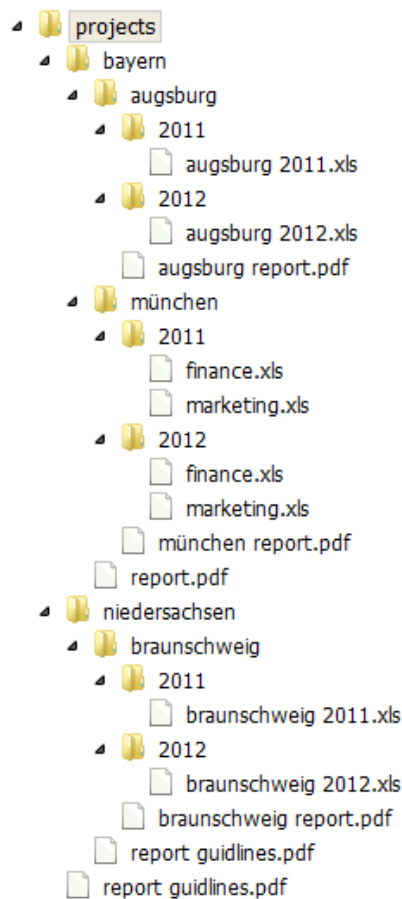 projects
bayern
augsburg
2011
augsburg 2011.xls
2012
augsburg 2012.xls
augsburg report.pdf
münchen
2011
finance.xls
marketing.xls
2012
finance.xls
marketing.xls
münchen report.pdf
report.pdf
niedersachsen
braunschweig
2011
braunschweig 2011.xls
2012
braunschweig 2012.xls
braunschweig report.pdf
report guidlines.pdf
report guidlines.pdf